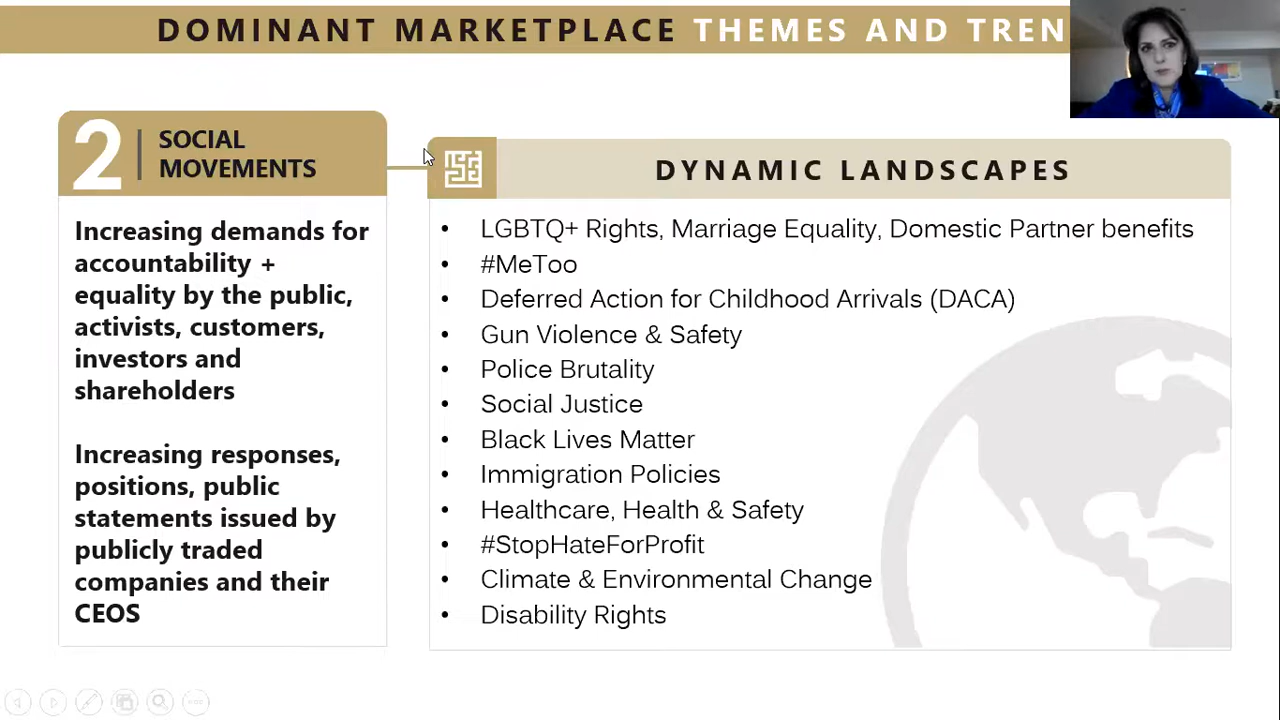 DOMINANT MARKETPLACE THEMES AND TREN
2
SOCIAL
MOVEMENTS
Increasing demands for
accountability +
equality by the public,
activists, customers,
investors and
shareholders
Increasing responses,
positions, public
statements issued by
publicly traded
companies and their
CEOS
DYNAMIC LANDSCAPES
• LGBTQ+ Rights, Marriage Equality, Domestic Partner benefits
• #MeToo
• Deferred Action for Childhood Arrivals (DACA)
• Gun Violence & Safety
• Police Brutality
• Social Justice
• Black Lives Matter
• Immigration Policies
• Healthcare, Health & Safety
• #StopHateForProfit
• Climate & Environmental Change
• Disability Rights